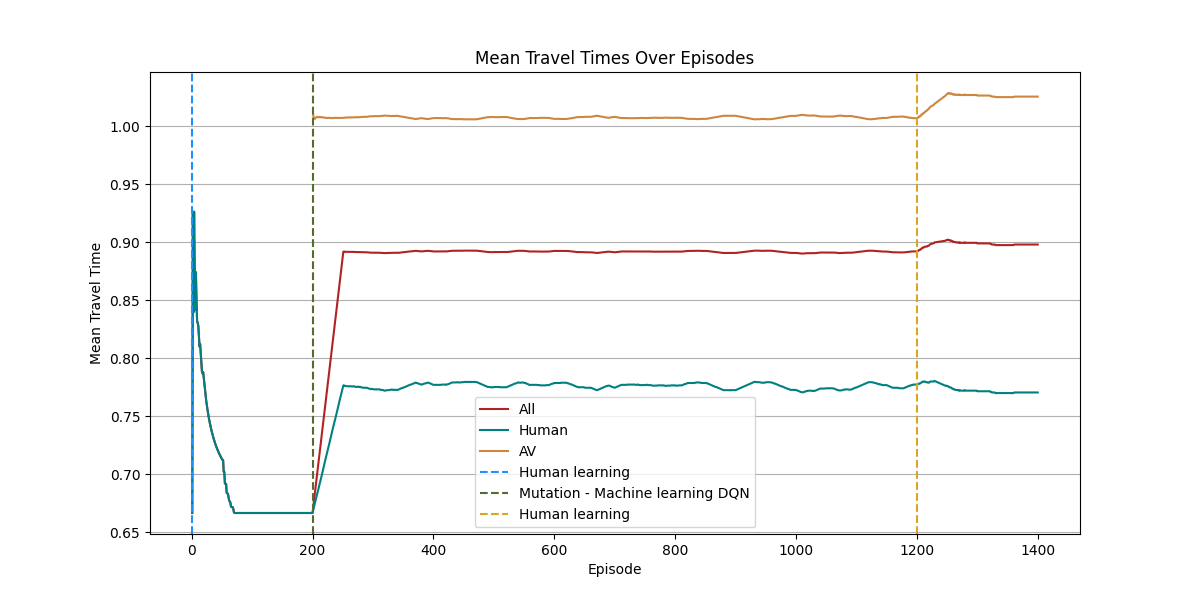 Mean Travel Times Over Episodes
Mean Travel Time
1.00
0.95
0.90
0.85
0.80
0.75
0.70
0.65
All
Human
AV
Human learning
Mutation - Machine learning DQN
Human learning
0 200 400 600 800 1000 1200 1400
Episode